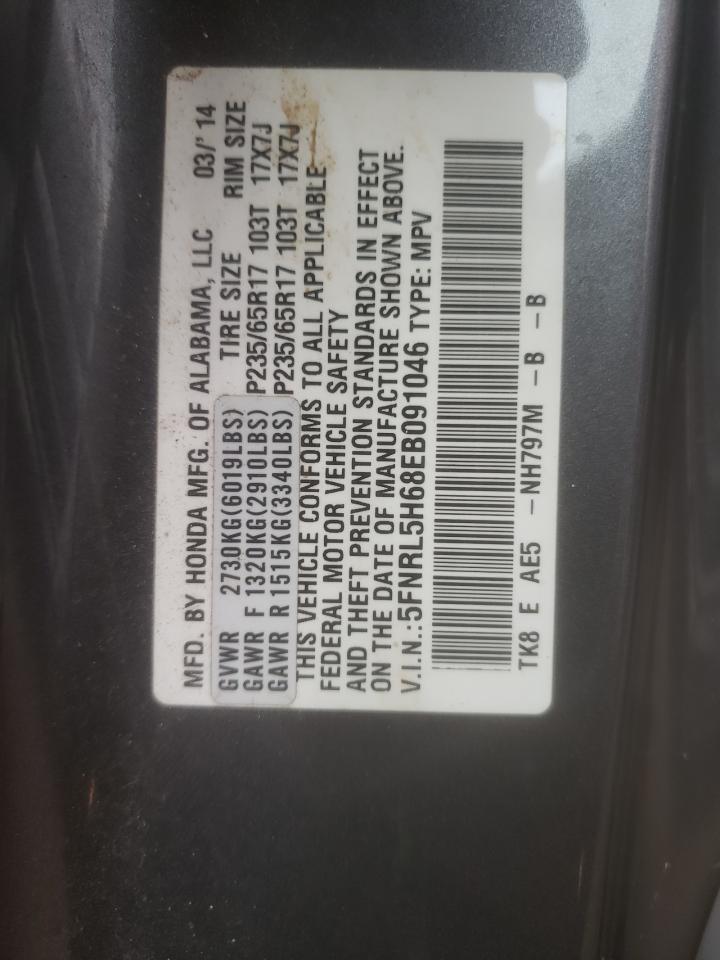 MFD. BY HONDA MFG. OF ALABAMA, LLC 03/'14
GVWR 2730KG(6019LBS) TIRE SIZE RIM SIZE
GAWR F 1320KG(2910LBS) P235/65R17 103T 17X7J
GAWR R 1515KG(3340LBS) P235/65R17 103T 17X7J
THIS VEHICLE CONFORMS TO ALL APPLICABLE
FEDERAL MOTOR VEHICLE SAFETY
AND THEFT PREVENTION STANDARDS IN EFFECT
ON THE DATE OF MANUFACTURE SHOWN ABOVE.
V.I.N.:5FNRL5H68EB091046 TYPE: MPV
TK8 E AE5 -NH797M -B -B